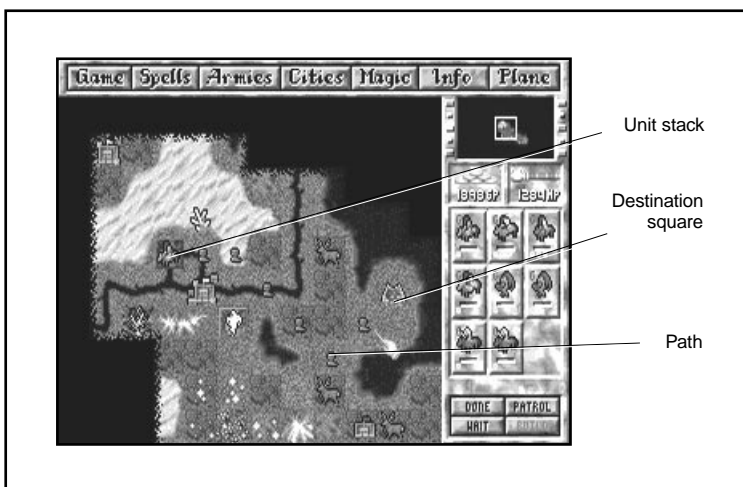 Game Spells Armies Cities Magic Info Plane
Unit stack
Destination
square
Path
DONE PATROL
WAIT